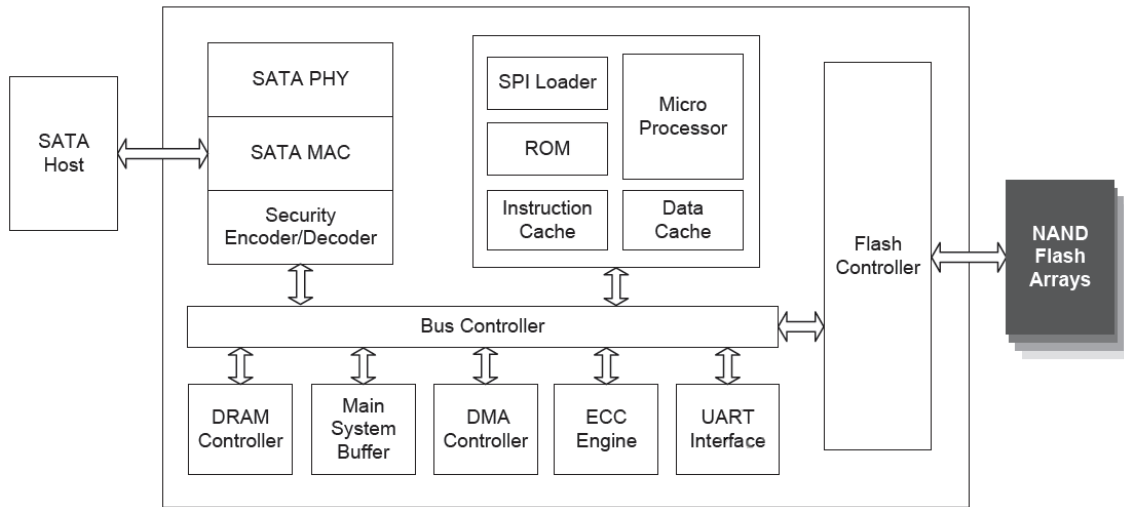 SATA
Host
SATA PHY
SATA MAC
Security
Encoder/Decoder
SPI Loader
ROM
Instruction
Cache
Micro
Processor
Data
Cache
Flash
Controller
NAND
Flash
Arrays
Bus Controller
DRAM
Controller
Main
System
Buffer
DMA
Controller
ECC
Engine
UART
Interface